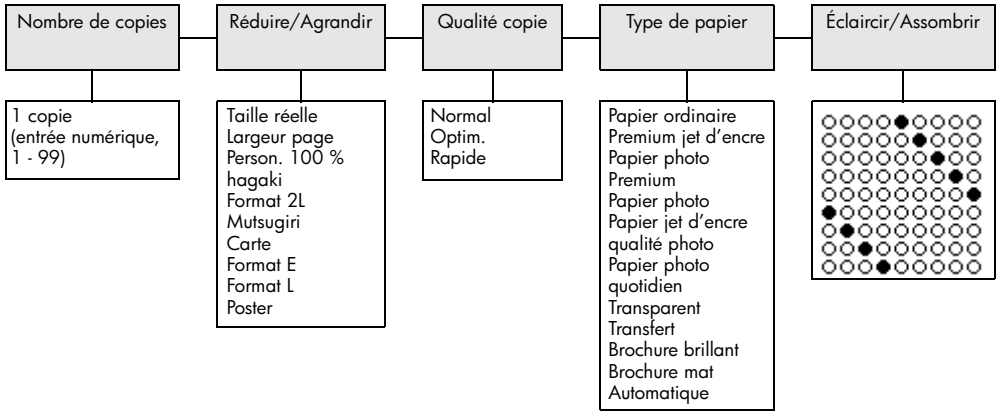 Nombre de copies
Réduire/Agrandir
Qualité copie
Type de papier
Éclaircir/Assombrir
1 copie
(entrée numérique,
1 - 99)
Taille réelle
Largeur page
Person. 100 %
hagaki
Format 2L
Mutsugiri
Carte
Format E
Format L
Poster
Normal
Optim.
Rapide
Papier ordinaire
Premium jet d'encre
Papier photo
Premium
Papier photo
Papier jet d'encre
qualité photo
Papier photo
quotidien
Transparent
Transfert
Brochure brillant
Brochure mat
Automatique